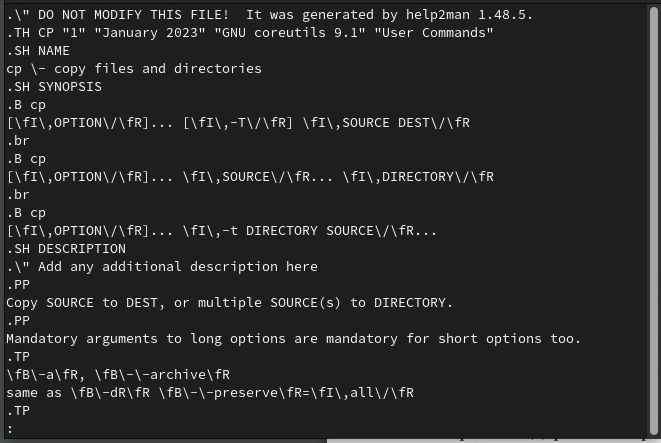 .\" DO NOT MODIFY THIS FILE!  It was generated by help2man 1.48.5.
.TH CP "1" "January 2023" "GNU coreutils 9.1" "User Commands"
.SH NAME
cp \- copy files and directories
.SH SYNOPSIS
.B cp
[\fI\,OPTION\/\fR]... [\fI\,-T\/\fR] \fI\,SOURCE DEST\/\fR
.br
.B cp
[\fI\,OPTION\/\fR]... \fI\,SOURCE\/\fR... \fI\,DIRECTORY\/\fR
.br
.B cp
[\fI\,OPTION\/\fR]... \fI\,-t DIRECTORY SOURCE\/\fR...
.SH DESCRIPTION
.\" Add any additional description here
.PP
Copy SOURCE to DEST, or multiple SOURCE(s) to DIRECTORY.
.PP
Mandatory arguments to long options are mandatory for short options too.
.TP
\fB\-a\fR, \fB\-\-archive\fR
same as \fB\-dR\fR \fB\-\-preserve\fR=\fI\,all\/\fR
.TP
: